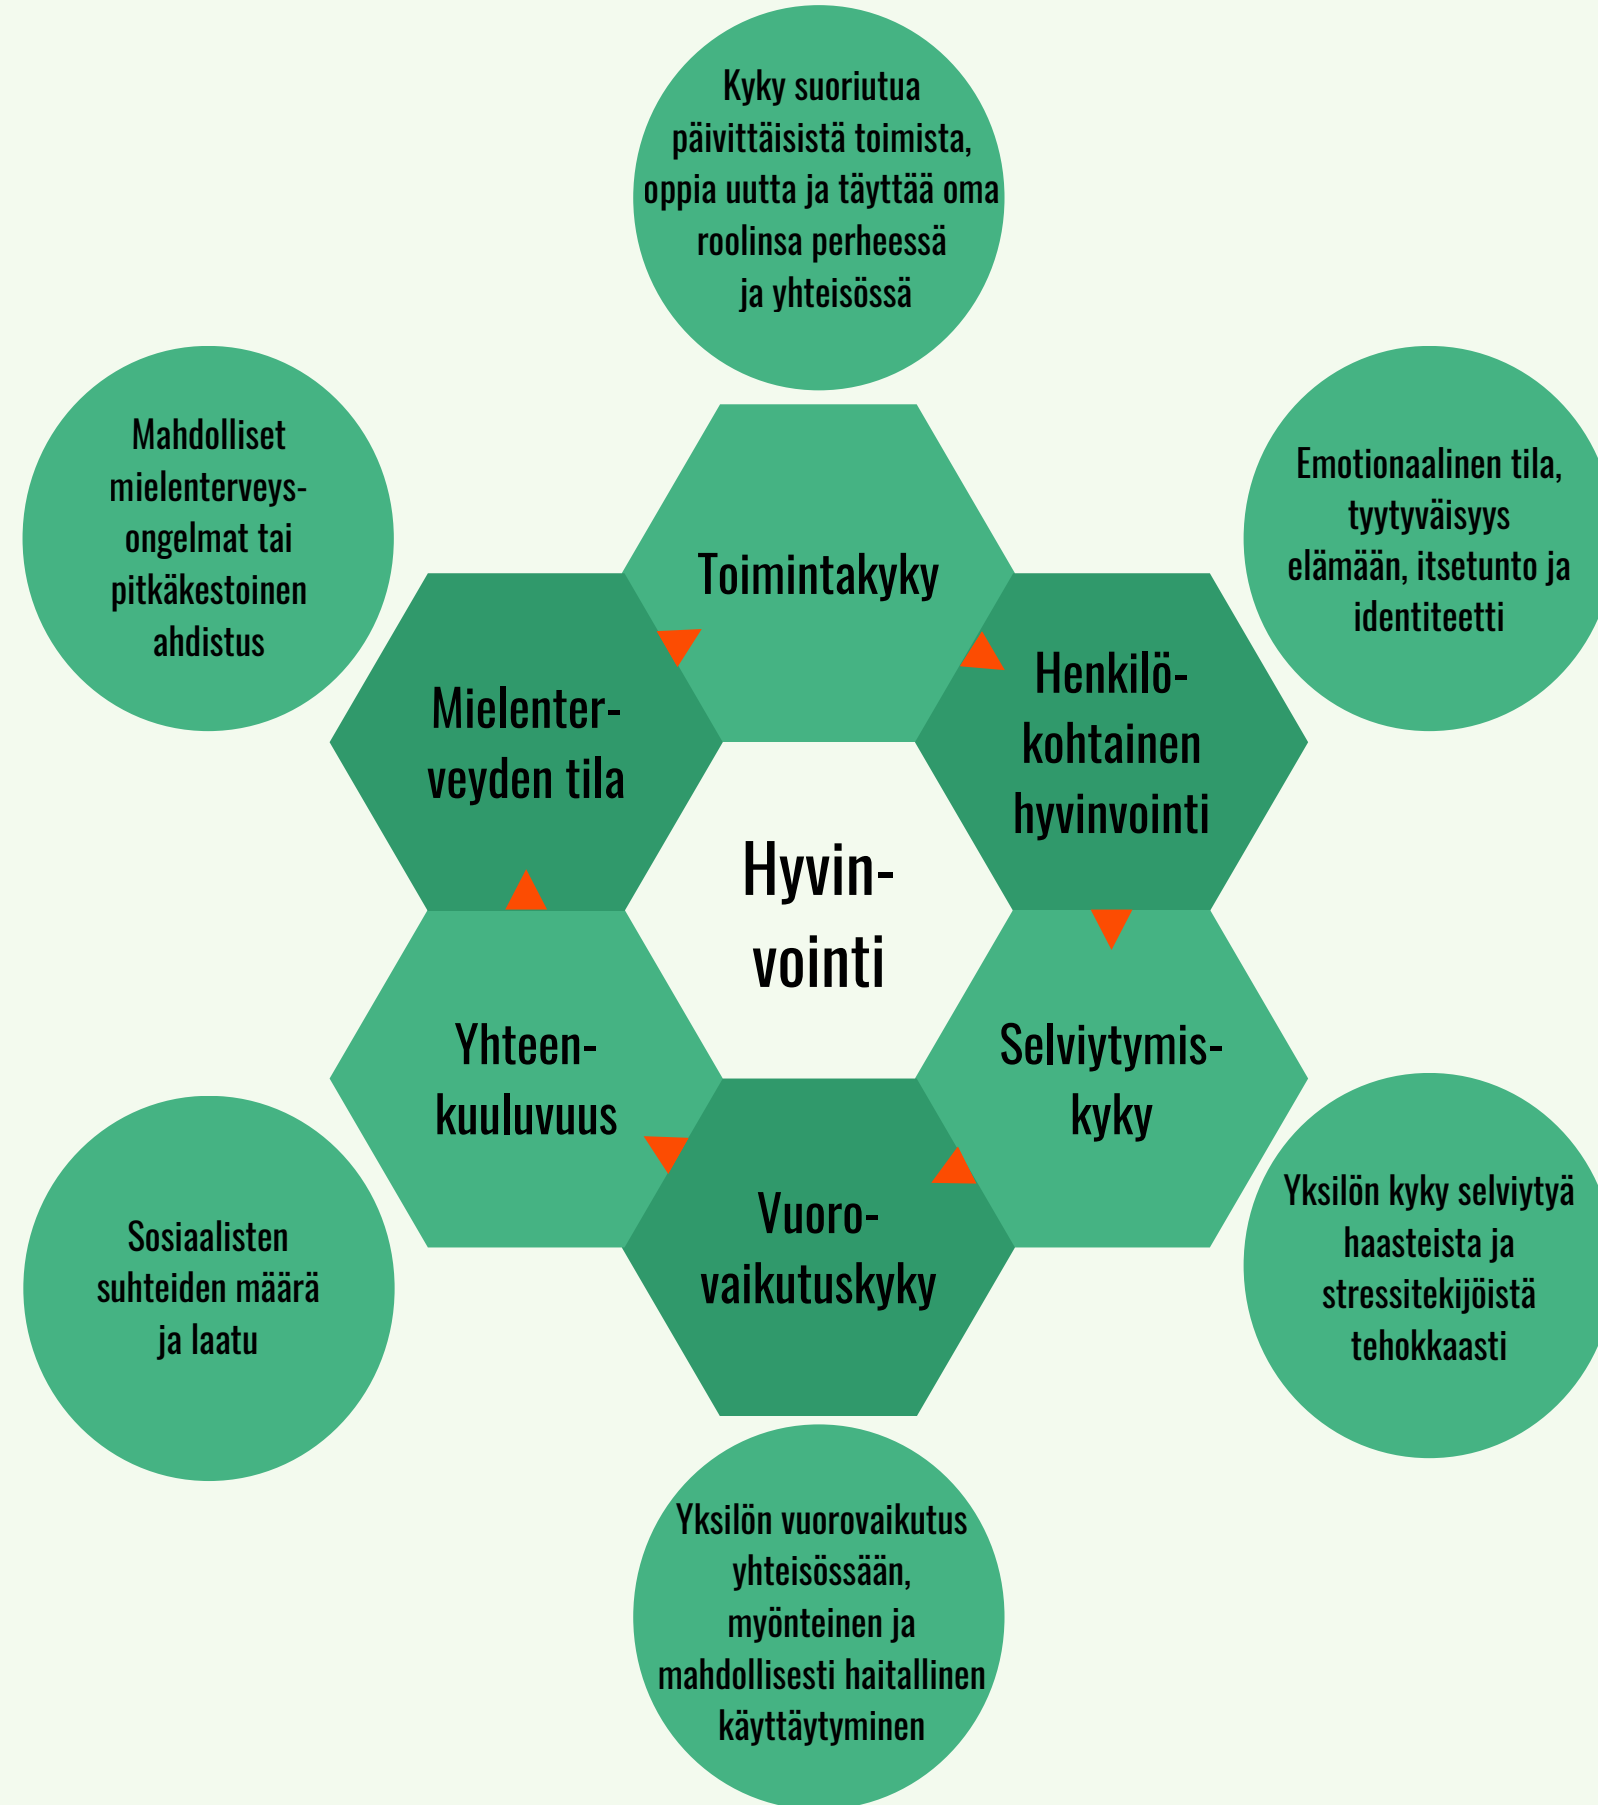 Kyky suoriutua
päivittäisistä toimista,
oppia uutta ja täyttää oma
roolinsa perheessä
ja yhteisössä
Mahdolliset
mielenterveys-
ongelmat tai
pitkäkestoinen
ahdistus
Emotionaalinen tila,
tyytyväisyys
elämään, itsetunto ja
identiteetti
Toimintakyky
Henkilö-
kohtainen
hyvinvointi
Mielenter-
veyden tila
Hyvin-
vointi
Yhteen-
kuuluvuus
Selviytymis-
kyky
Vuoro-
vaikutuskyky
Sosiaalisten
suhteiden määrä
ja laatu
Yksilön kyky selviytyä
haasteista ja
stressitekijöistä
tehokkaasti
Yksilön vuorovaikutus
yhteisössään,
myönteinen ja
mahdollisesti haitallinen
käyttäytyminen